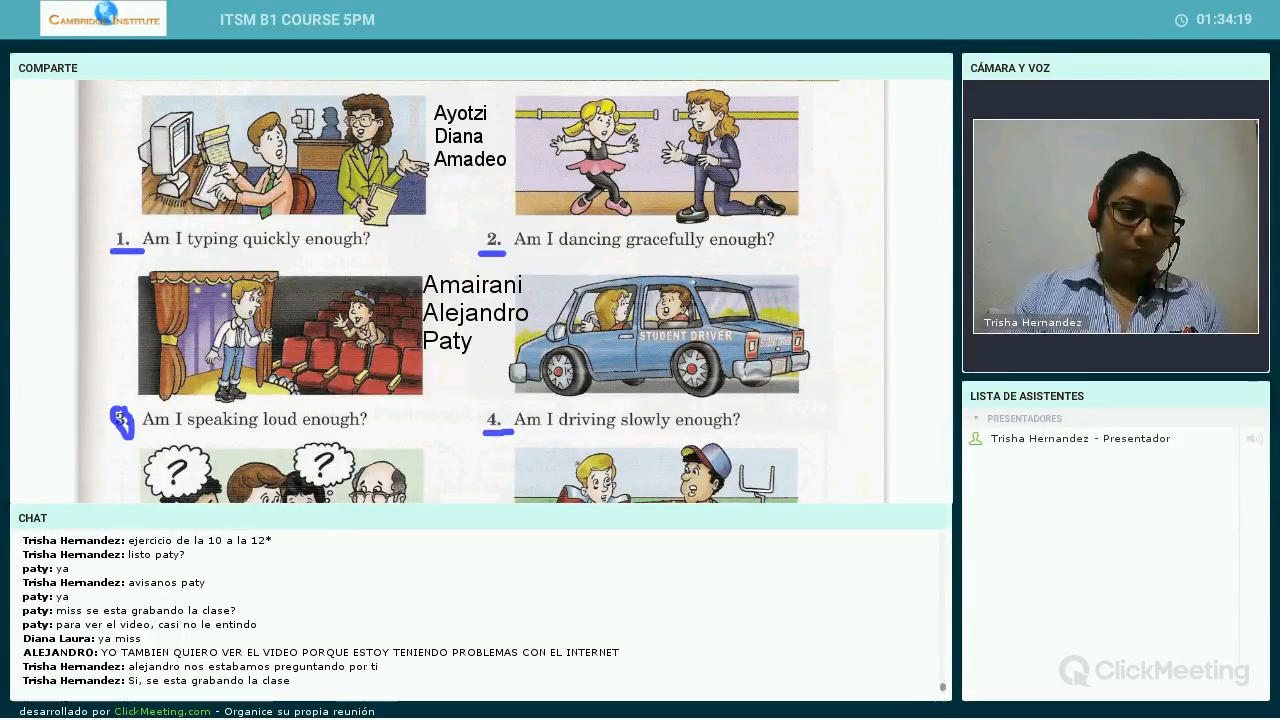 CAMBRIDGE INSTITUTE
ITSM B1 COURSE 5PM
01:34:19
COMPARTE
Ayotzi
Diana
Amadeo
1. Am I typing quickly enough?
2. Am I dancing gracefully enough?
Amairani
Alejandro
Paty
STUDENT DRIVER
3. Am I speaking loud enough?
4. Am I driving slowly enough?
?
?
CHAT
Trisha Hernandez: ejercicio de la 10 a la 12*
Trisha Hernandez: listo paty?
paty: ya
Trisha Hernandez: avisanos paty
paty: ya
paty: miss se esta grabando la clase?
paty: para ver el video, casi no le entindo
Diana Laura: ya miss
ALEJANDRO: YO TAMBIEN QUIERO VER EL VIDEO PORQUE ESTOY TENIENDO PROBLEMAS CON EL INTERNET
Trisha Hernandez: alejandro nos estabamos preguntando por ti
Trisha Hernandez: Si, se esta grabando la clase
CÁMARA Y VOZ
Trisha Hernandez
LISTA DE ASISTENTES
PRESENTADORES
Trisha Hernandez - Presentador
ClickMeeting
desarrollado por ClickMeeting.com - Organice su propia reunión